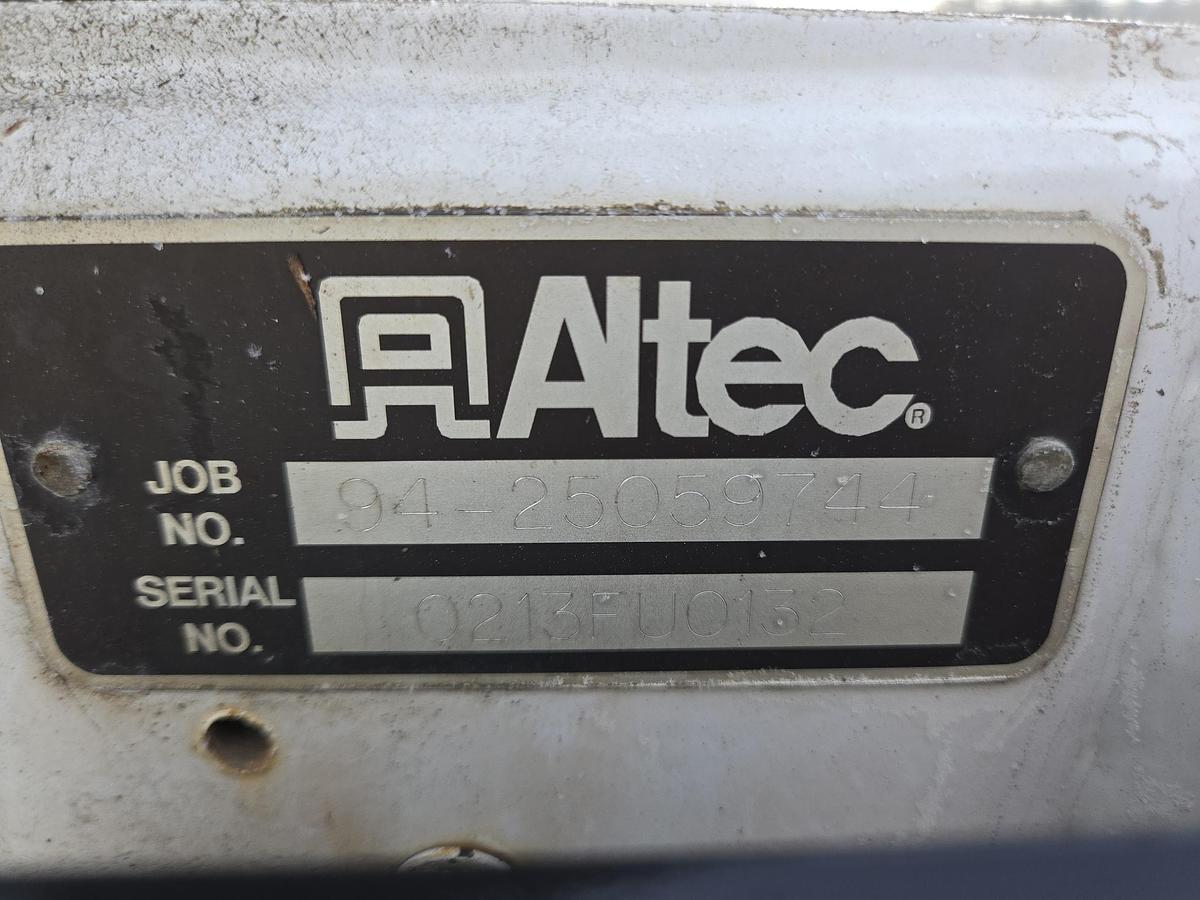 Altec®
JOB NO. 94-25059744
SERIAL NO. 0213FU0132